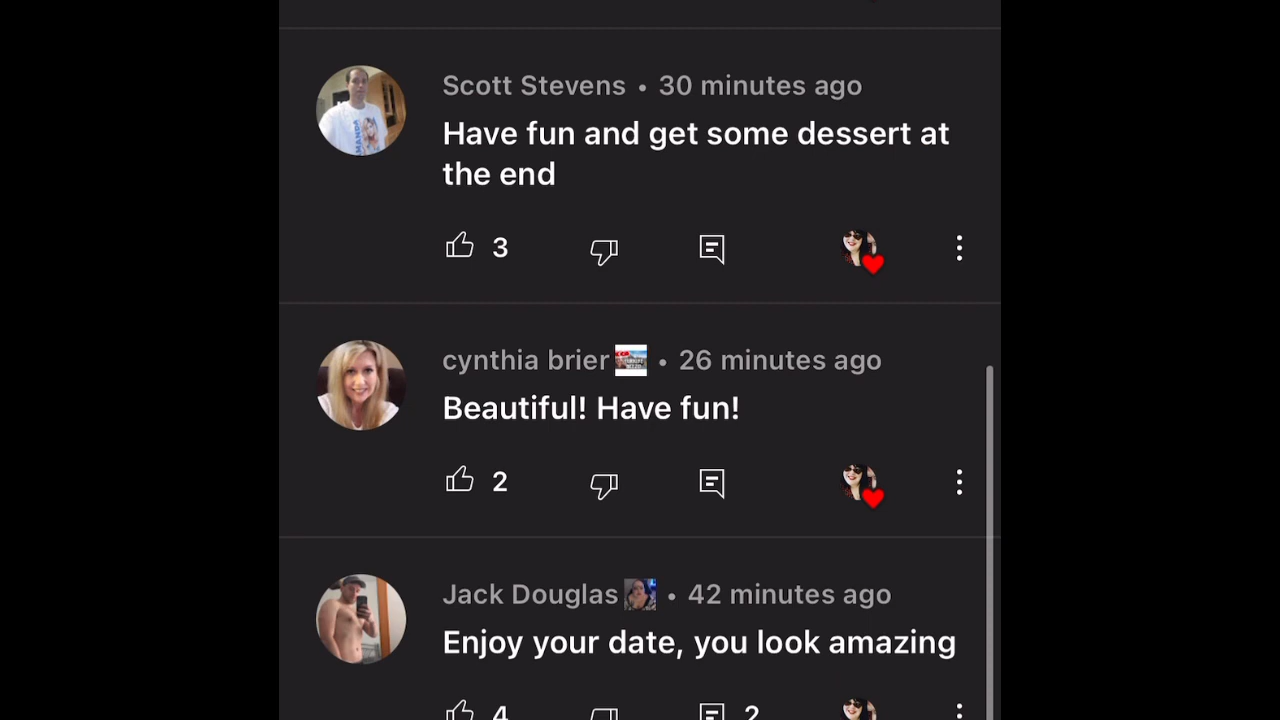 Scott Stevens • 30 minutes ago
Have fun and get some dessert at
the end
3
cynthia brier • 26 minutes ago
Beautiful! Have fun!
2
Jack Douglas • 42 minutes ago
Enjoy your date, you look amazing
4 2